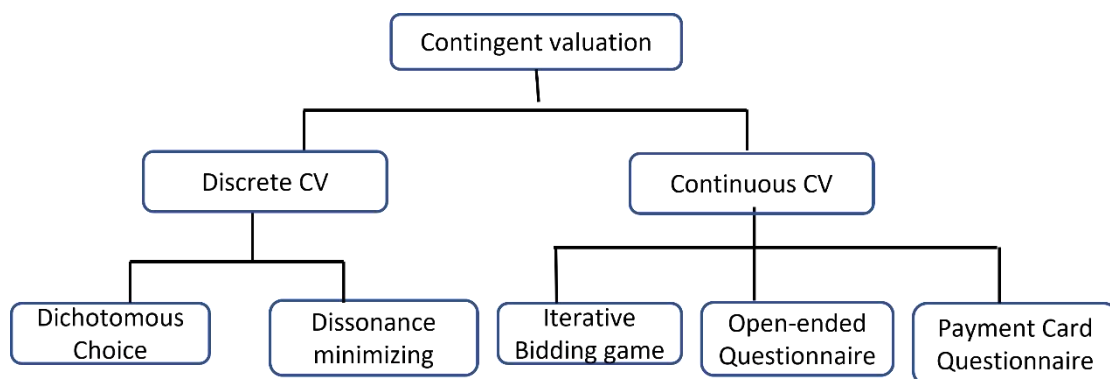 Contingent valuation
Discrete CV
Continuous CV
Dichotomous
Choice
Dissonance
minimizing
Iterative
Bidding game
Open-ended
Questionnaire
Payment Card
Questionnaire